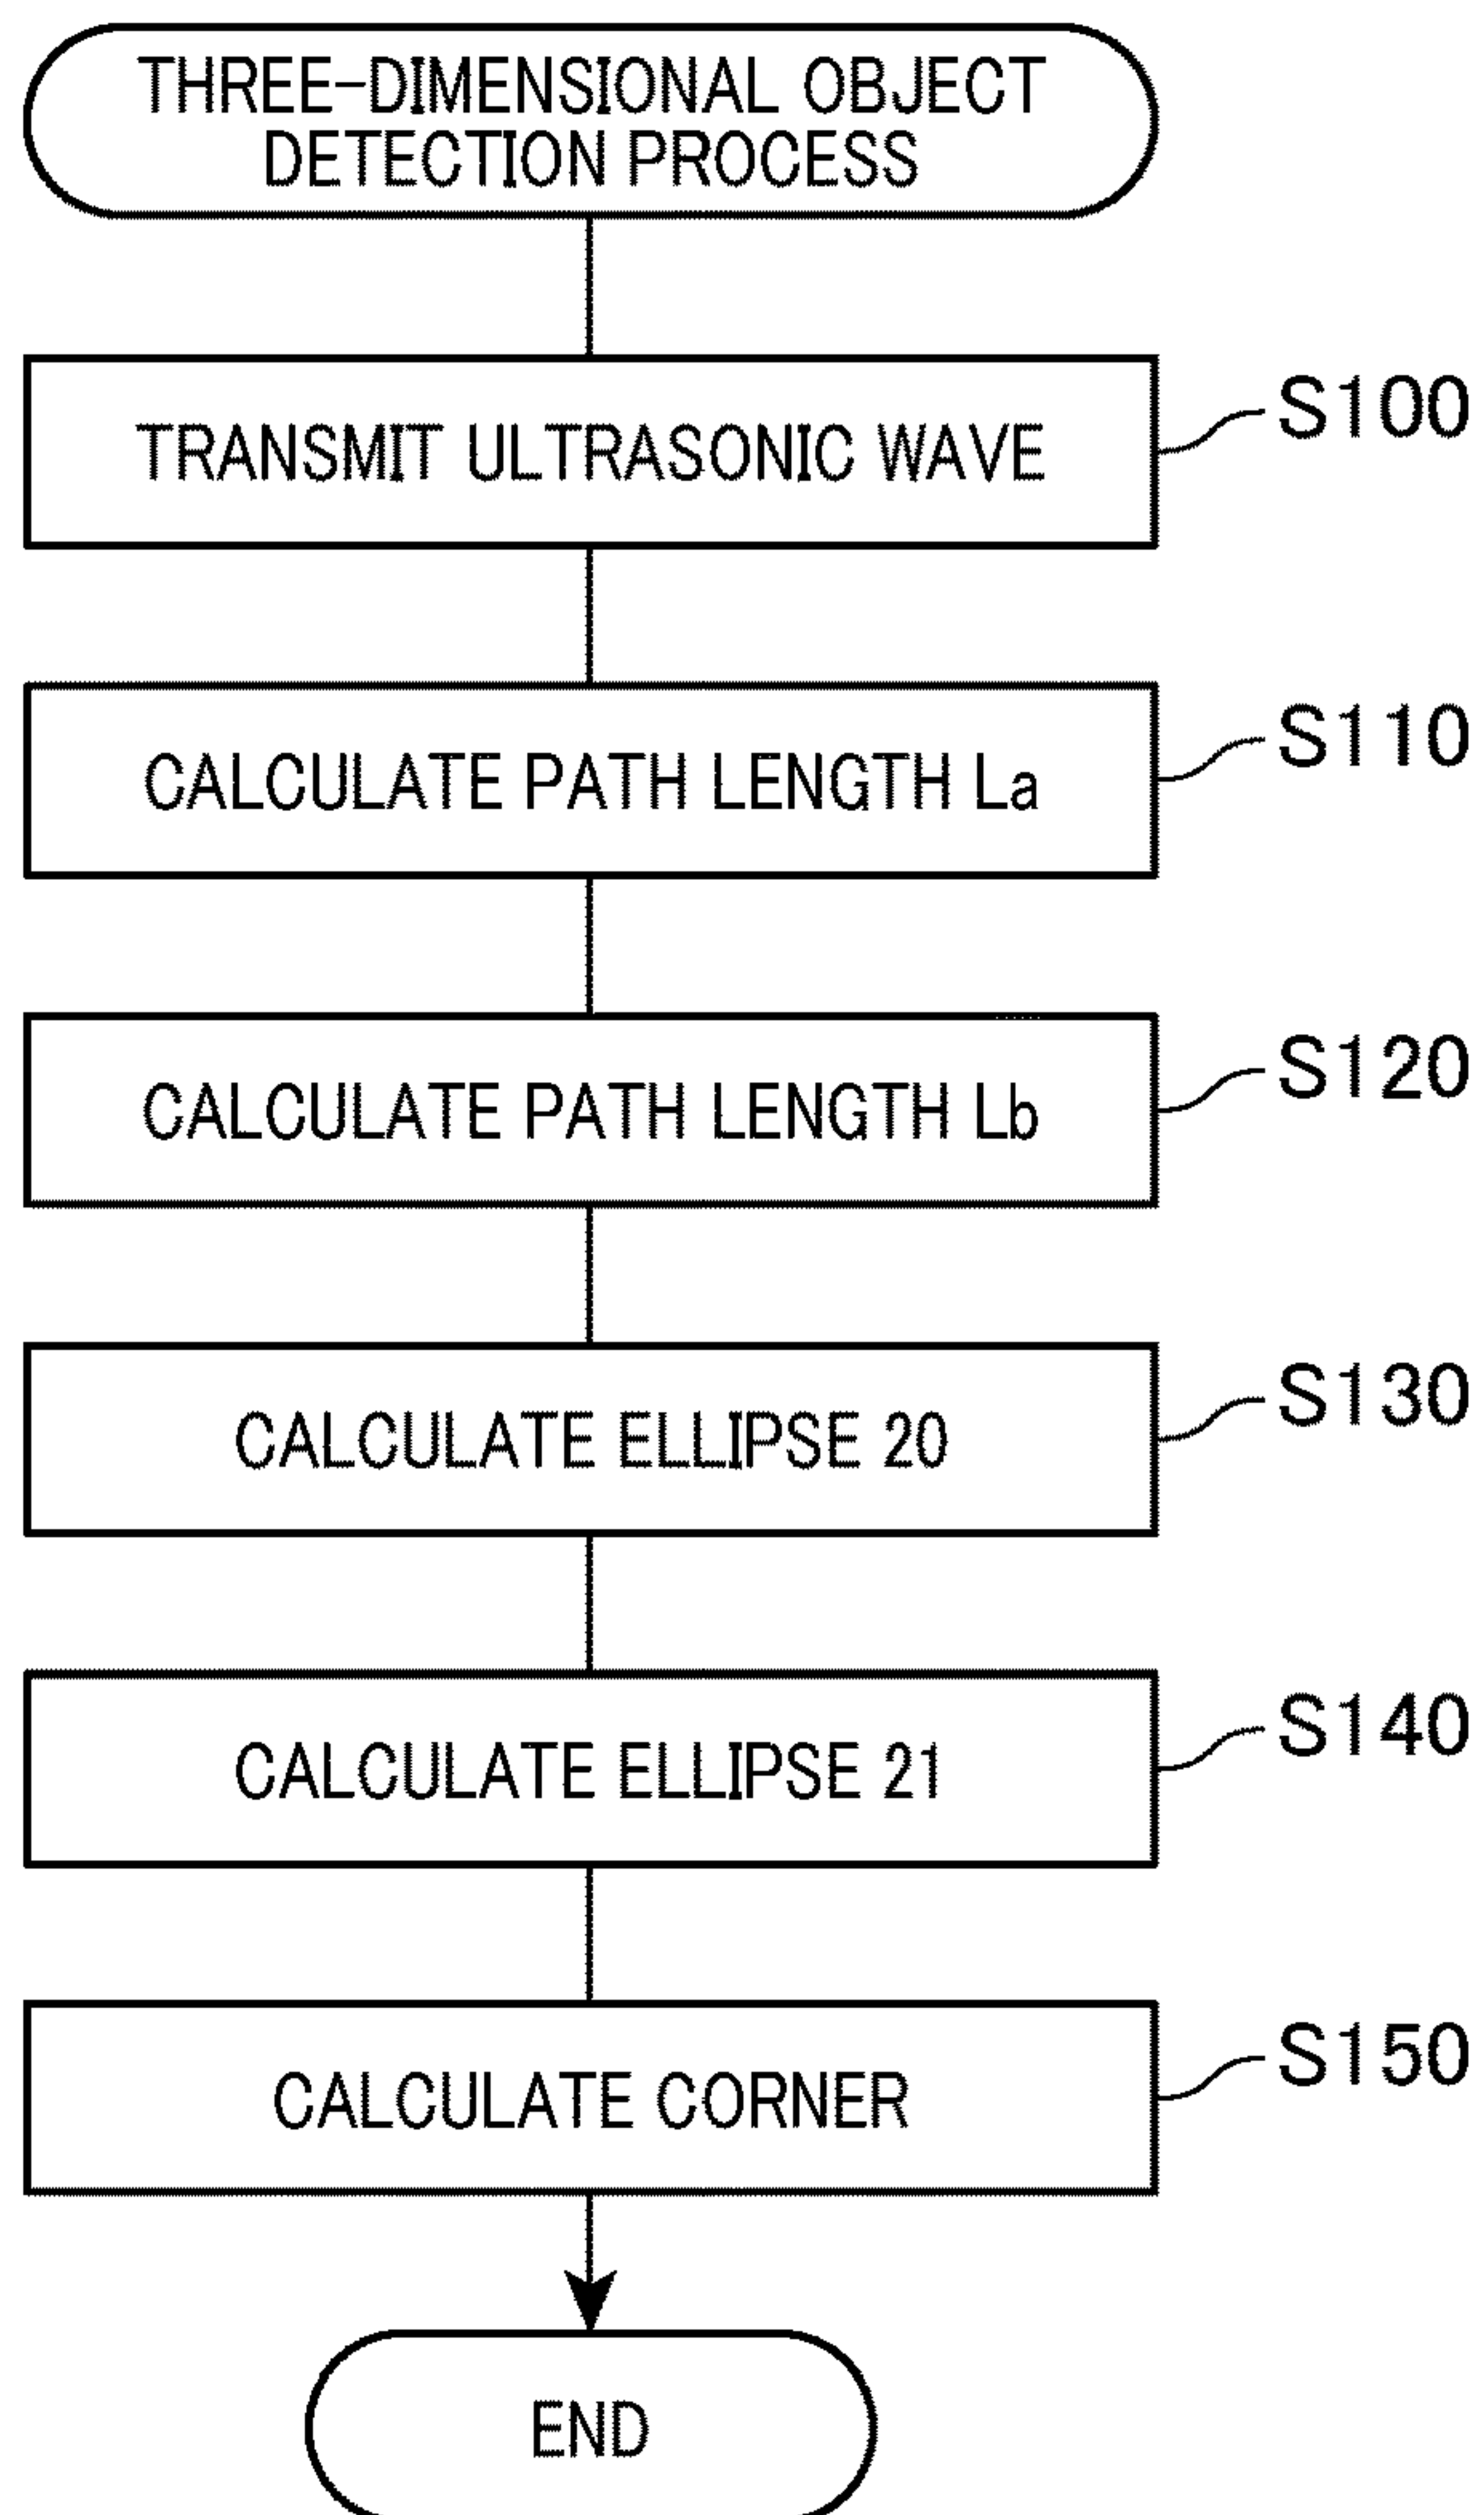 THREE-DIMENSIONAL OBJECT
DETECTION PROCESS
TRANSMIT ULTRASONIC WAVE
S100
CALCULATE PATH LENGTH La
S110
CALCULATE PATH LENGTH Lb
S120
CALCULATE ELLIPSE 20
S130
CALCULATE ELLIPSE 21
S140
CALCULATE CORNER
S150
END